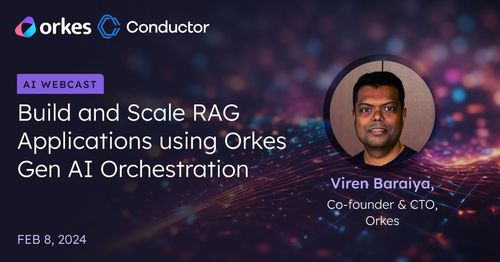 orkes Conductor
AI WEBCAST
Build and Scale RAG
Applications using Orkes
Gen AI Orchestration
Viren Baraiya,
Co-founder & CTO,
Orkes
FEB 8, 2024